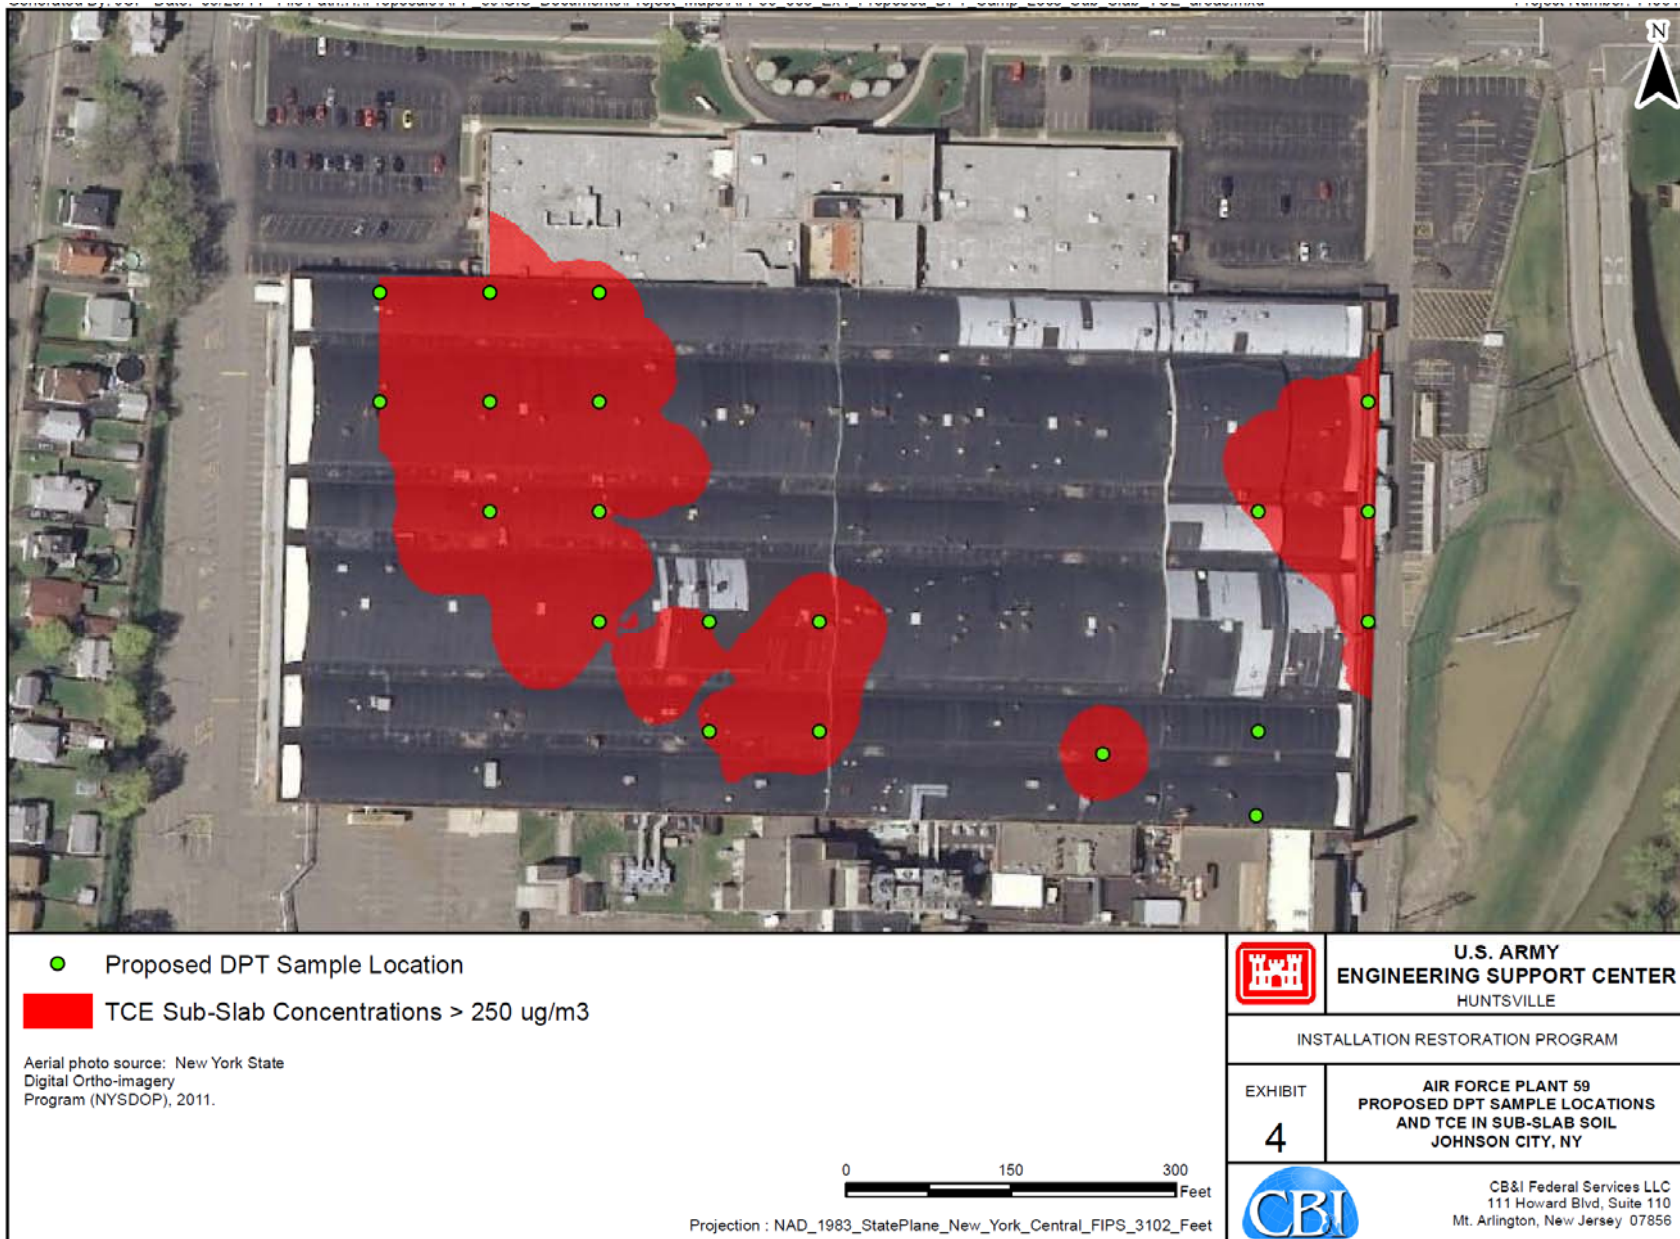 N
Proposed DPT Sample Location
TCE Sub-Slab Concentrations > 250 ug/m3
Aerial photo source: New York State
Digital Ortho-imagery
Program (NYSDOP), 2011.
0 150 300
Feet
Projection : NAD_1983_StatePlane_New_York_Central_FIPS_3102_Feet
U.S. ARMY
ENGINEERING SUPPORT CENTER
HUNTSVILLE
INSTALLATION RESTORATION PROGRAM
EXHIBIT
4
AIR FORCE PLANT 59
PROPOSED DPT SAMPLE LOCATIONS
AND TCE IN SUB-SLAB SOIL
JOHNSON CITY, NY
CB&I
CB&I Federal Services LLC
111 Howard Blvd, Suite 110
Mt. Arlington, New Jersey 07856